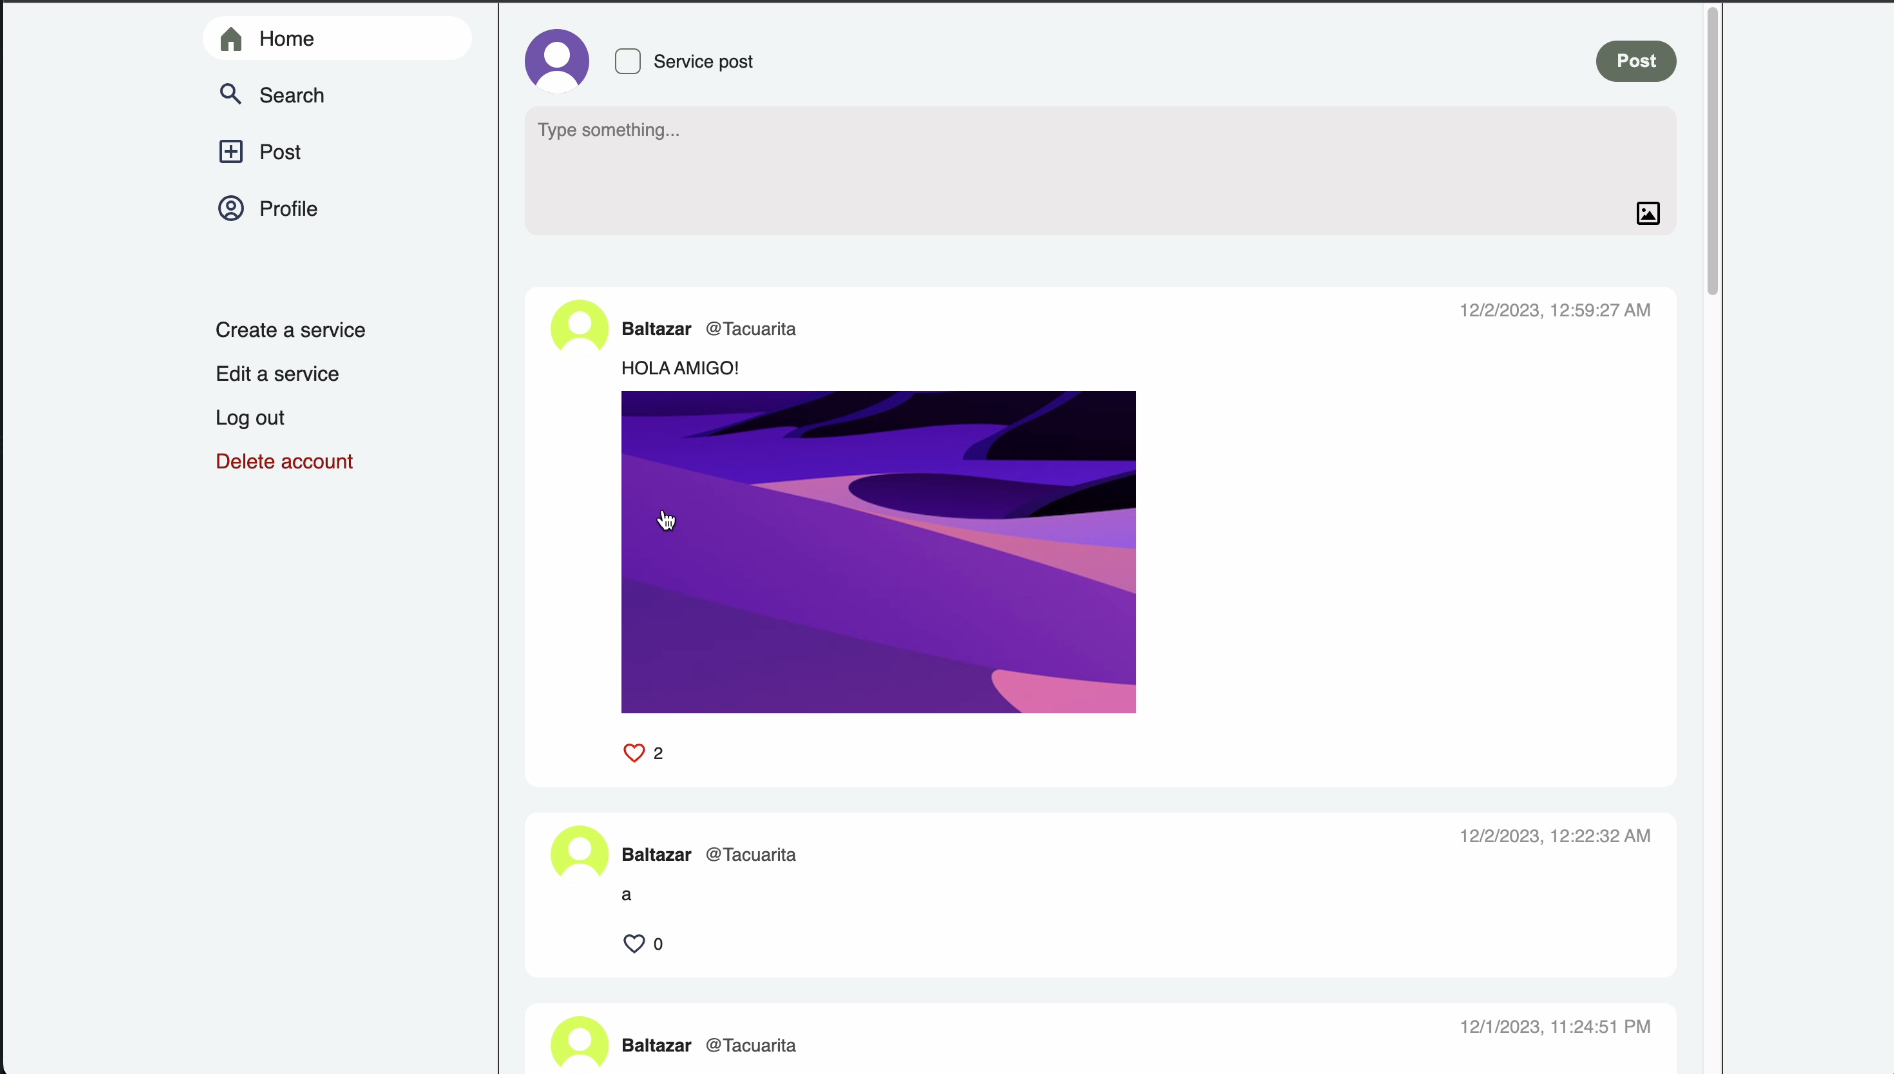 Home
Search
Post
Profile
Create a service
Edit a service
Log out
Delete account
Service post
Post
Type something...
12/2/2023, 12:59:27 AM
Baltazar @Tacuarita
HOLA AMIGO!
2
12/2/2023, 12:22:32 AM
Baltazar @Tacuarita
a
0
12/1/2023, 11:24:51 PM
Baltazar @Tacuarita